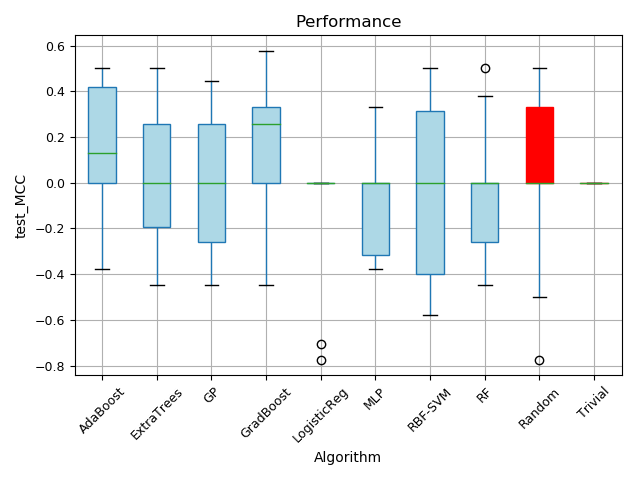 Performance
0.6
0.4
0.2
0.0
−0.2
−0.4
−0.6
−0.8
test_MCC
AdaBoost
ExtraTrees
GP
GradBoost
LogisticReg
MLP
RBF-SVM
RF
Random
Trivial
Algorithm